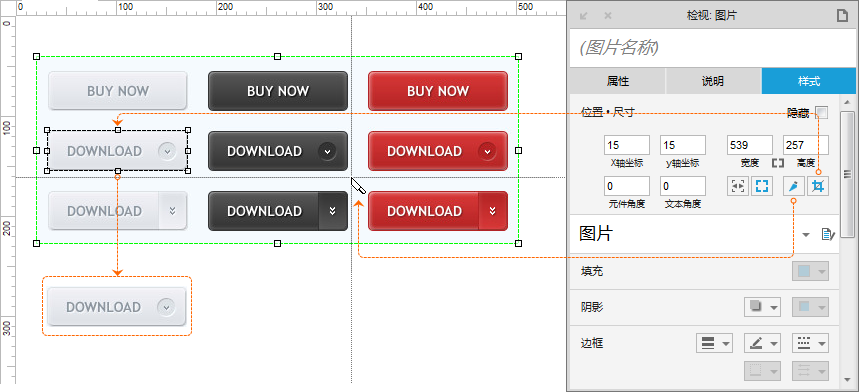 0 100 200 300 400 500
0
100
200
300
BUY NOW BUY NOW BUY NOW
DOWNLOAD DOWNLOAD DOWNLOAD
DOWNLOAD DOWNLOAD DOWNLOAD
DOWNLOAD
检视: 图片
(图片名称)
属性 说明 样式
位置 • 尺寸 隐藏
15 15 539 257
X轴坐标 y轴坐标 宽度 高度
0 0
元件角度 文本角度
图片
填充
阴影
边框